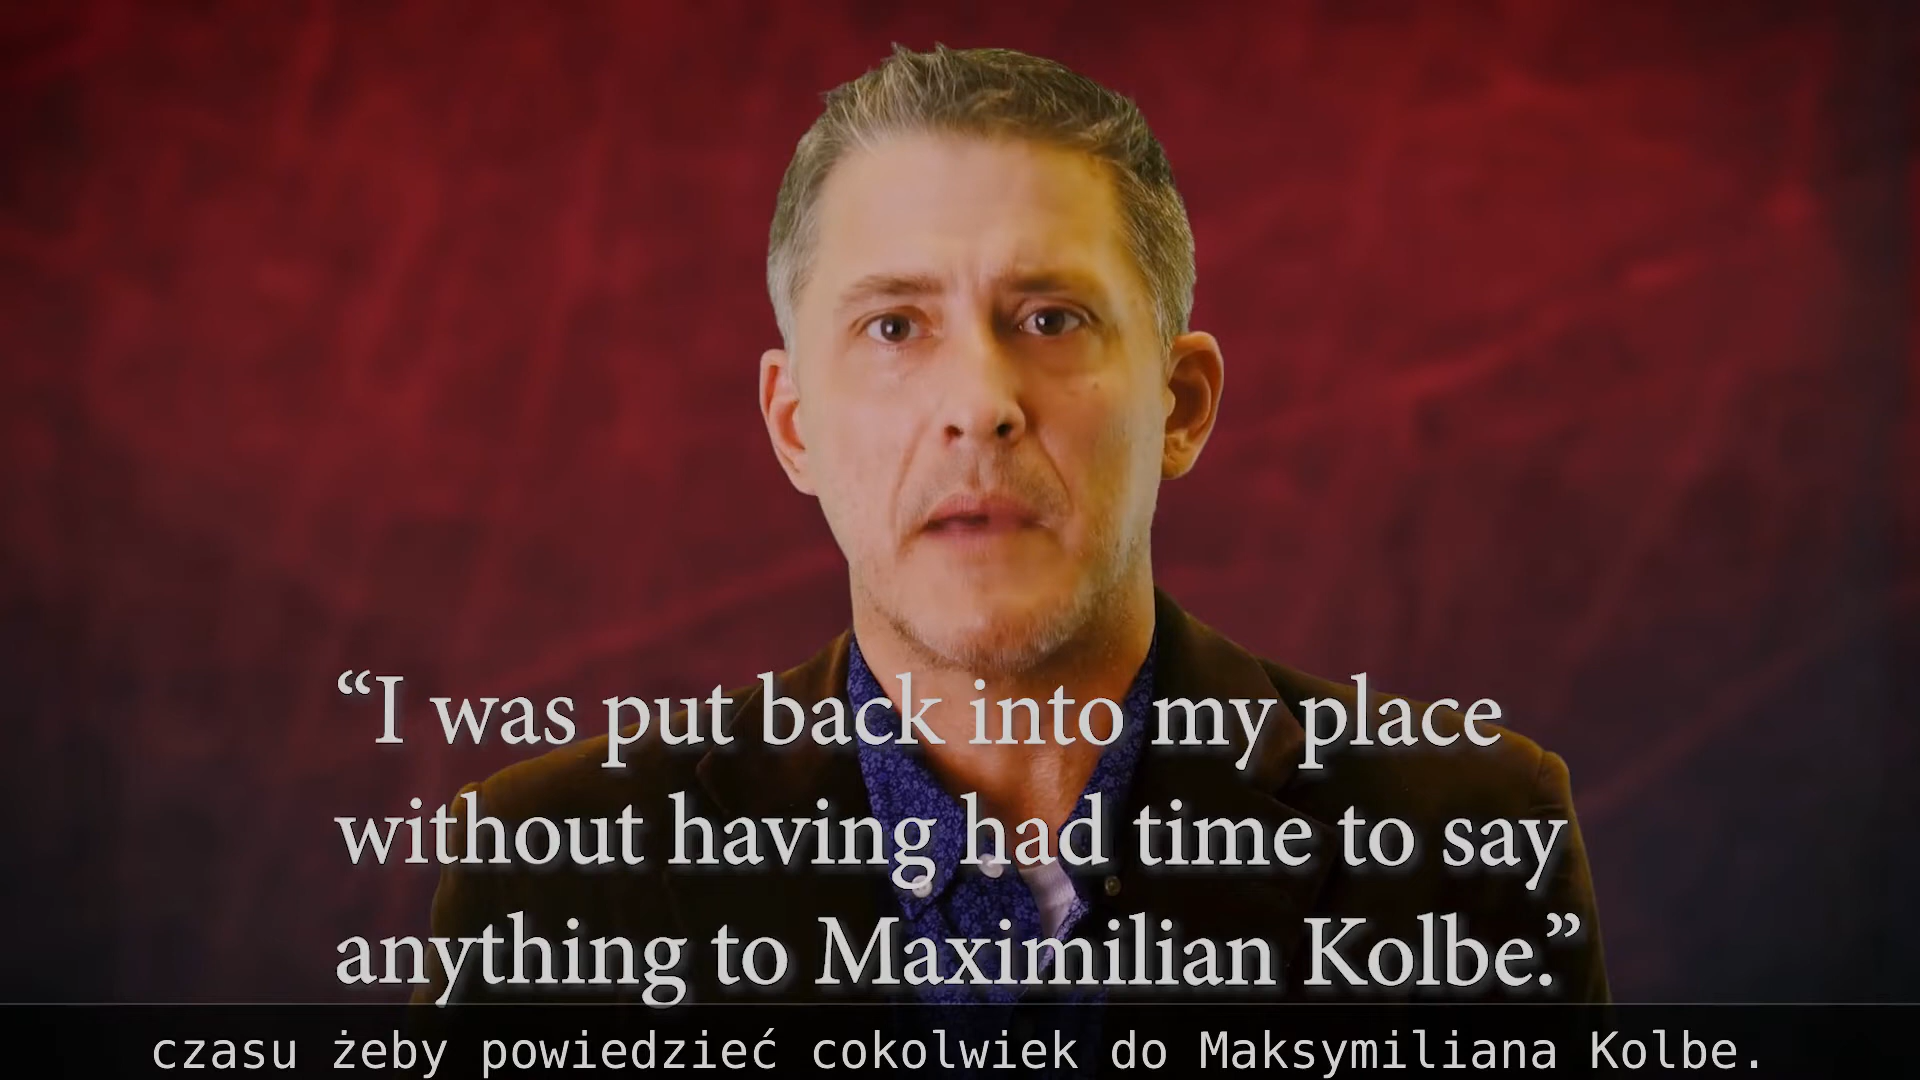 “I was put back into my place
without having had time to say
anything to Maximilian Kolbe.”
czasu żeby powiedzieć cokolwiek do Maksymiliana Kolbe.